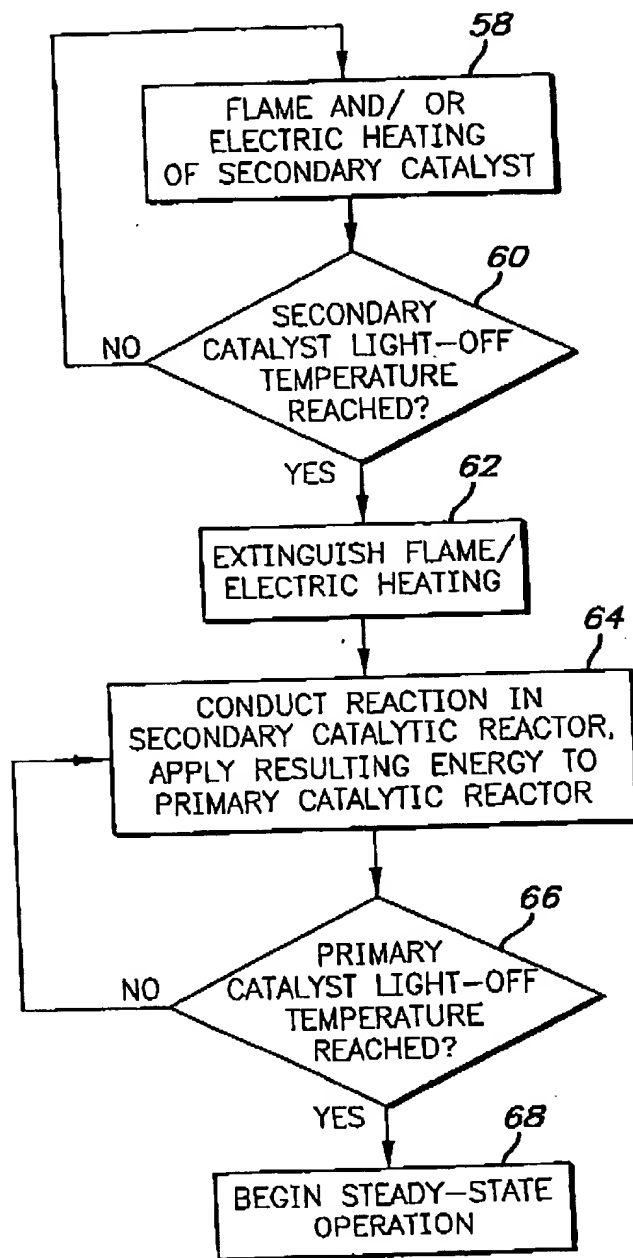 58
FLAME AND/ OR
ELECTRIC HEATING
OF SECONDARY CATALYST
60
SECONDARY
CATALYST LIGHT-OFF
TEMPERATURE
REACHED?
NO
YES
62
EXTINGUISH FLAME/
ELECTRIC HEATING
64
CONDUCT REACTION IN
SECONDARY CATALYTIC REACTOR,
APPLY RESULTING ENERGY TO
PRIMARY CATALYTIC REACTOR
66
PRIMARY
CATALYST LIGHT-OFF
TEMPERATURE
REACHED?
NO
YES
68
BEGIN STEADY-STATE
OPERATION